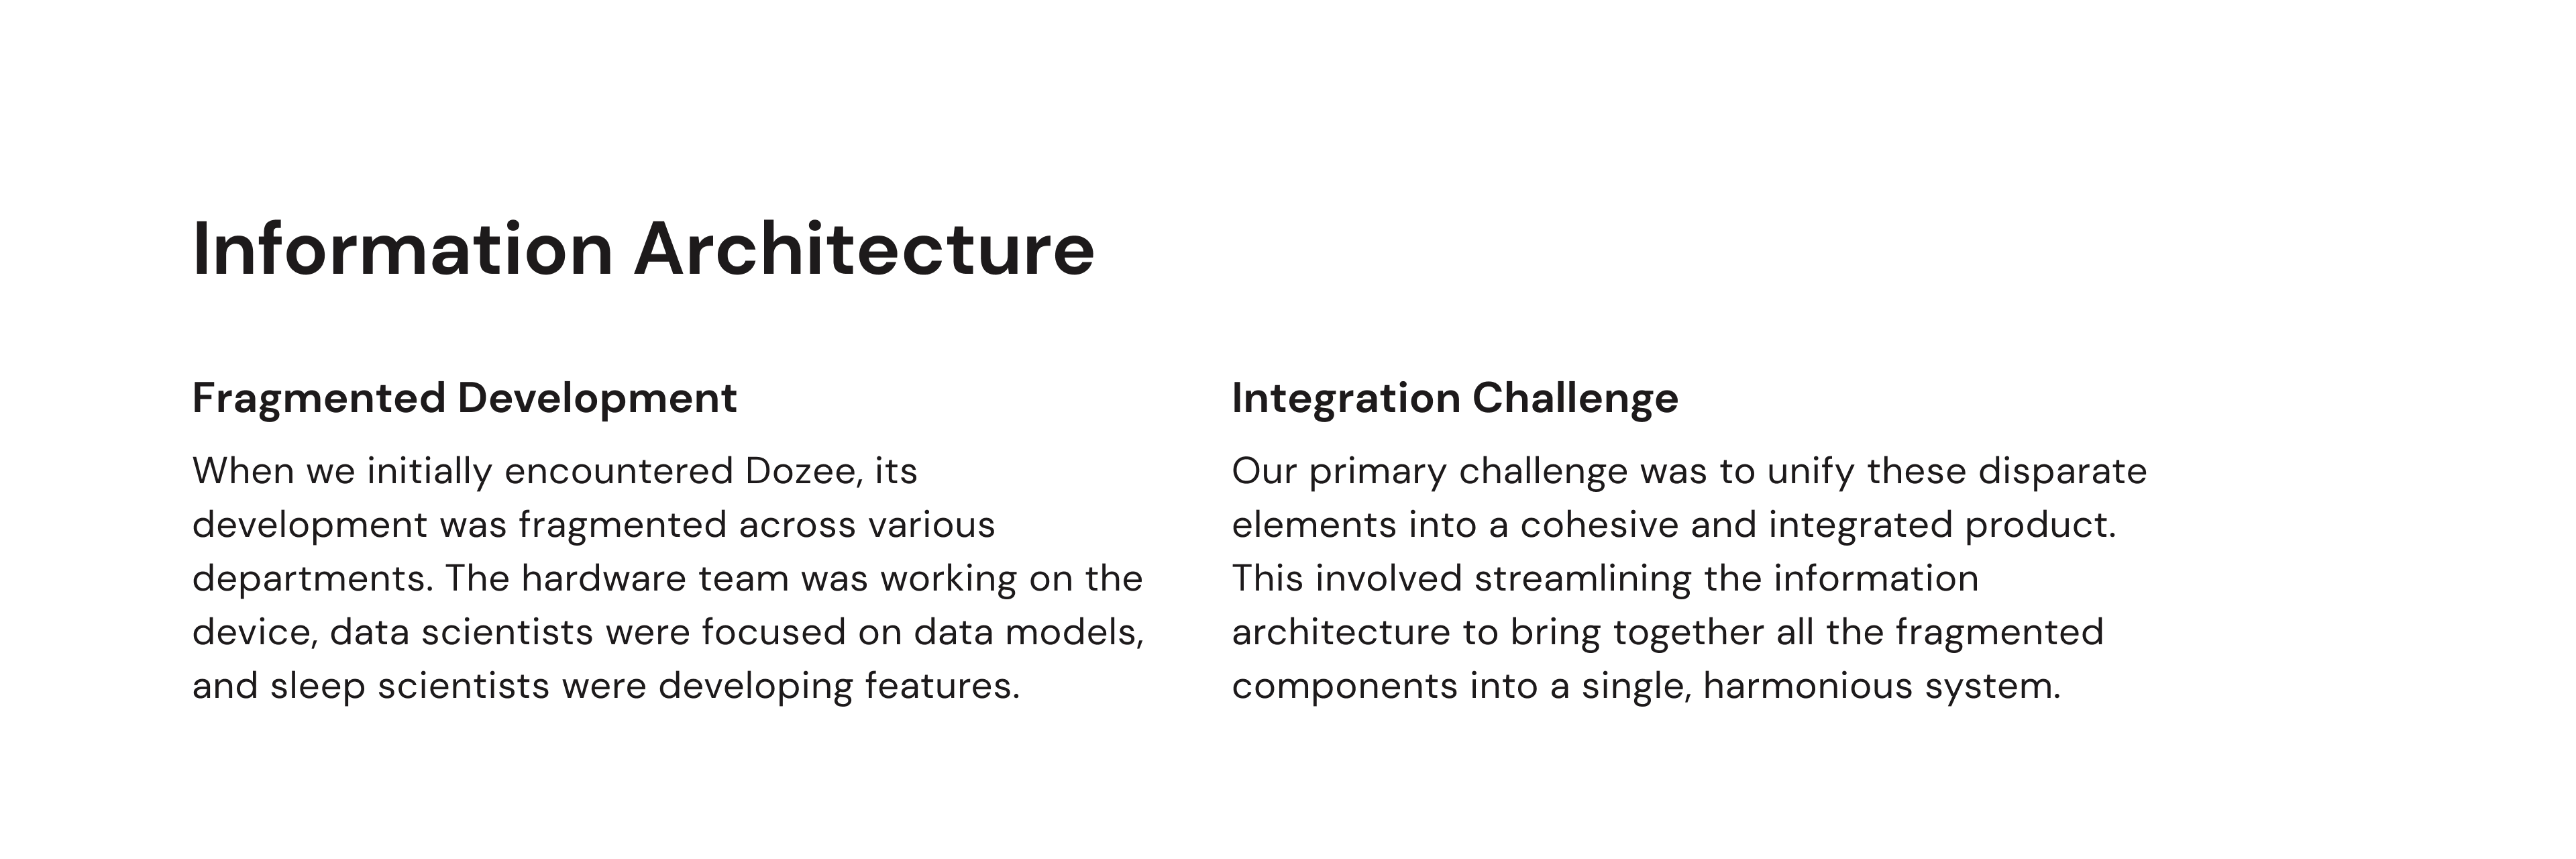 Information Architecture
Fragmented Development
When we initially encountered Dozee, its
development was fragmented across various
departments. The hardware team was working on the
device, data scientists were focused on data models,
and sleep scientists were developing features.
Integration Challenge
Our primary challenge was to unify these disparate
elements into a cohesive and integrated product.
This involved streamlining the information
architecture to bring together all the fragmented
components into a single, harmonious system.